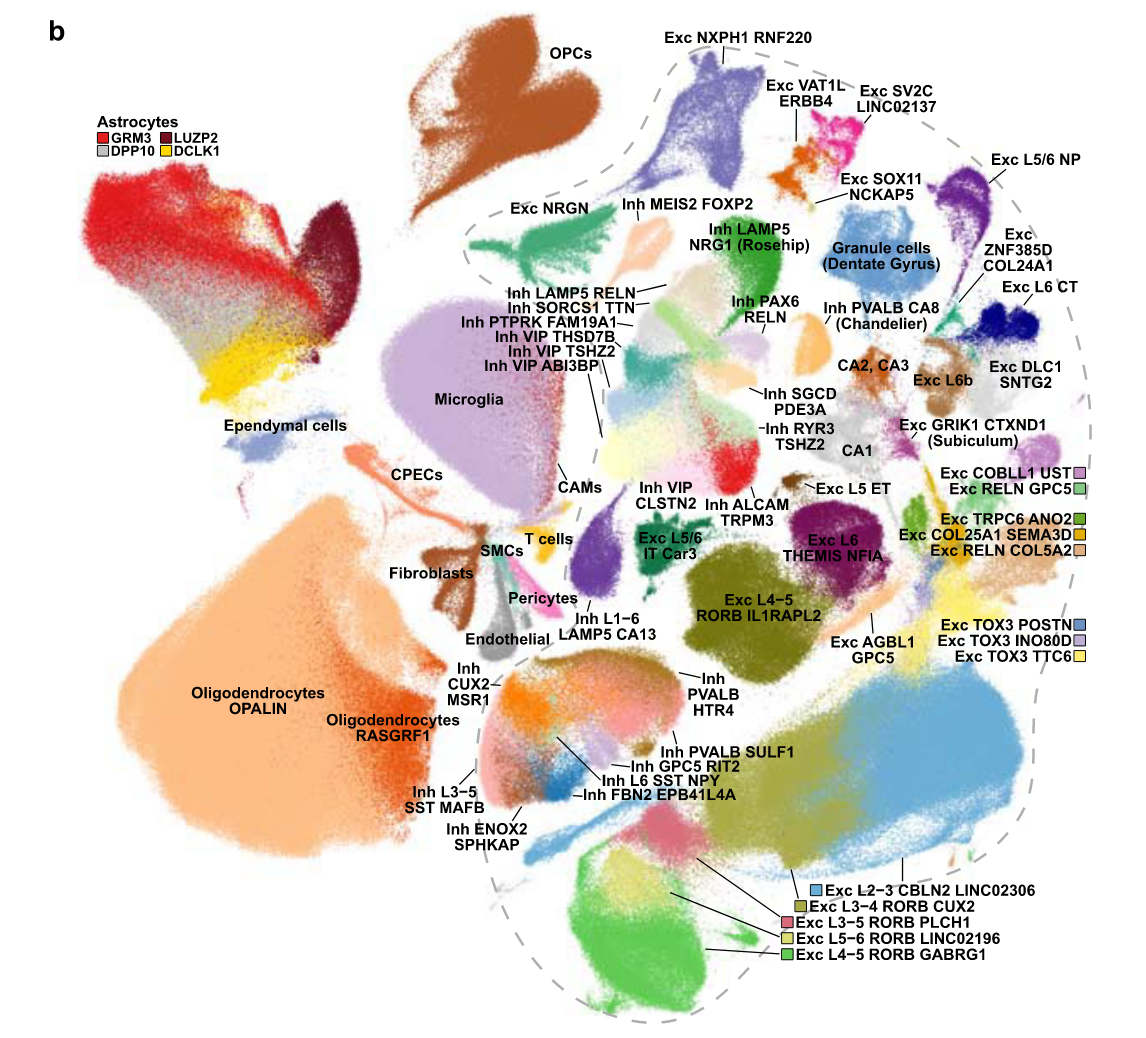 b
OPCs
Exc NXPH1 RNF220
Exc VAT1L
ERBB4
Exc SV2C
LINC02137
Astrocytes
GRM3 LUZP2
DPP10 DCLK1
Exc L5/6 NP
Exc SOX11
NCKAP5
Exc NRGN
Inh MEIS2 FOXP2
Inh LAMP5
NRG1 (Rosehip)
Granule cells
(Dentate Gyrus)
Exc
ZNF385D
COL24A1
Exc L6 CT
Inh LAMP5 RELN
Inh SORCS1 TTN
Inh PTPRK FAM19A1
Inh VIP THSD7B
Inh VIP TSHZ2
Inh VIP ABI3BP
Inh PAX6
RELN
Inh PVALB CA8
(Chandelier)
CA2, CA3
Exc L6b
Exc DLC1
SNTG2
Microglia
Inh SGCD
PDE3A
Inh RYR3
TSHZ2
Exc GRIK1 CTXND1
(Subiculum)
CA1
Ependymal cells
CPECs
CAMs
Inh VIP
CLSTN2
Inh ALCAM
TRPM3
Exc L5 ET
Exc COBLL1 UST
Exc RELN GPC5
Exc TRPC6 ANO2
Exc COL25A1 SEMA3D
Exc RELN COL5A2
T cells
SMCs
Fibroblasts
Pericytes
Endothelial
Exc L5/6
IT Car3
Exc L6
THEMIS NFIA
Inh L1−6
LAMP5 CA13
Exc L4−5
RORB IL1RAPL2
Exc AGBL1
GPC5
Exc TOX3 POSTN
Exc TOX3 INO80D
Exc TOX3 TTC6
Inh
CUX2
MSR1
Inh
PVALB
HTR4
Oligodendrocytes
OPALIN
Oligodendrocytes
RASGRF1
Inh PVALB SULF1
Inh GPC5 RIT2
Inh L6 SST NPY
Inh FBN2 EPB41L4A
Inh L3−5
SST MAFB
Inh ENOX2
SPHKAP
Exc L2−3 CBLN2 LINC02306
Exc L3−4 RORB CUX2
Exc L3−5 RORB PLCH1
Exc L5−6 RORB LINC02196
Exc L4−5 RORB GABRG1